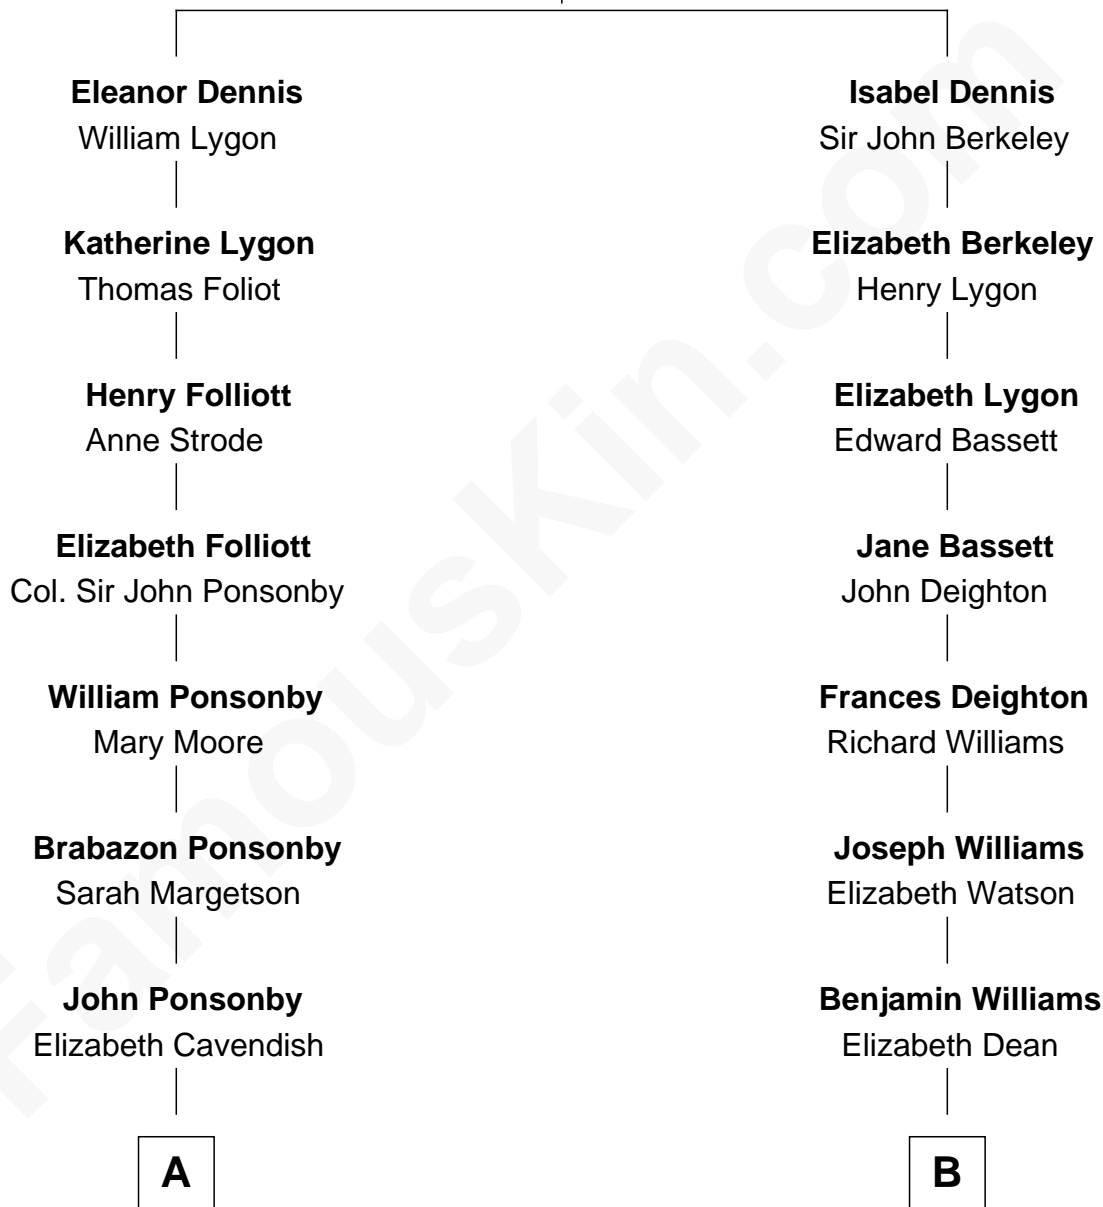 Eleanor Dennis
William Lygon
Katherine Lygon
Thomas Foliot
Henry Folliott
Anne Strode
Elizabeth Folliott
Col. Sir John Ponsonby
William Ponsonby
Mary Moore
Brabazon Ponsonby
Sarah Margetson
John Ponsonby
Elizabeth Cavendish
A
Isabel Dennis
Sir John Berkeley
Elizabeth Berkeley
Henry Lygon
Elizabeth Lygon
Edward Bassett
Jane Bassett
John Deighton
Frances Deighton
Richard Williams
Joseph Williams
Elizabeth Watson
Benjamin Williams
Elizabeth Dean
B
FamousKin.com